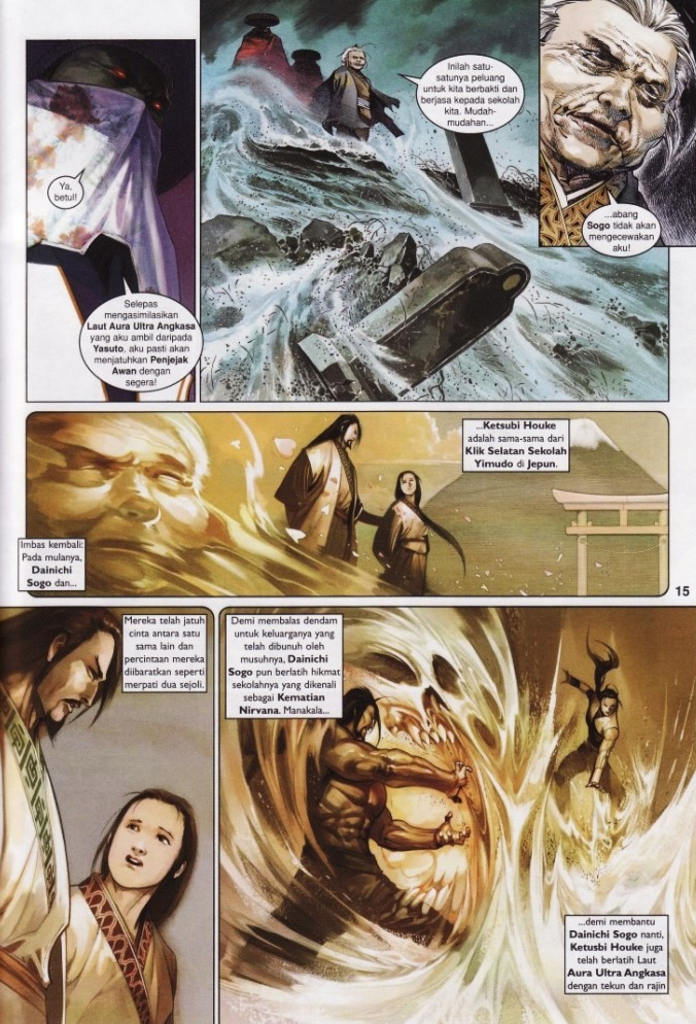 Ya,
betul!
Selepas
mengasimilasikan
Laut Aura Ultra Angkasa
yang aku ambil daripada
Yasuto, aku pasti akan
menjatuhkan Penjejak
Awan dengan
segera!
Inilah satu-
satunya peluang
untuk kita berbakti dan
berjasa kepada sekolah
kita. Mudah-
mudahan...
...abang
Sogo tidak akan
mengecewakan
aku!
Imbas kembali:
Pada mulanya,
Dainichi
Sogo dan...
...Ketsubi Houke
adalah sama-sama dari
Klik Selatan Sekolah
Yimudo di Jepun.
15
Mereka telah jatuh
cinta antara satu
sama lain dan
percintaan mereka
diibaratkan seperti
merpati dua sejoli.
Demi membalas dendam
untuk keluarganya yang
telah dibunuh oleh
musuhnya, Dainichi
Sogo pun berlatih hikmat
sekolahnya yang dikenali
sebagai Kematian
Nirvana. Manakala...
...demi membantu
Dainichi Sogo nanti,
Ketusbi Houke juga
telah berlatih Laut
Aura Ultra Angkasa
dengan tekun dan rajin